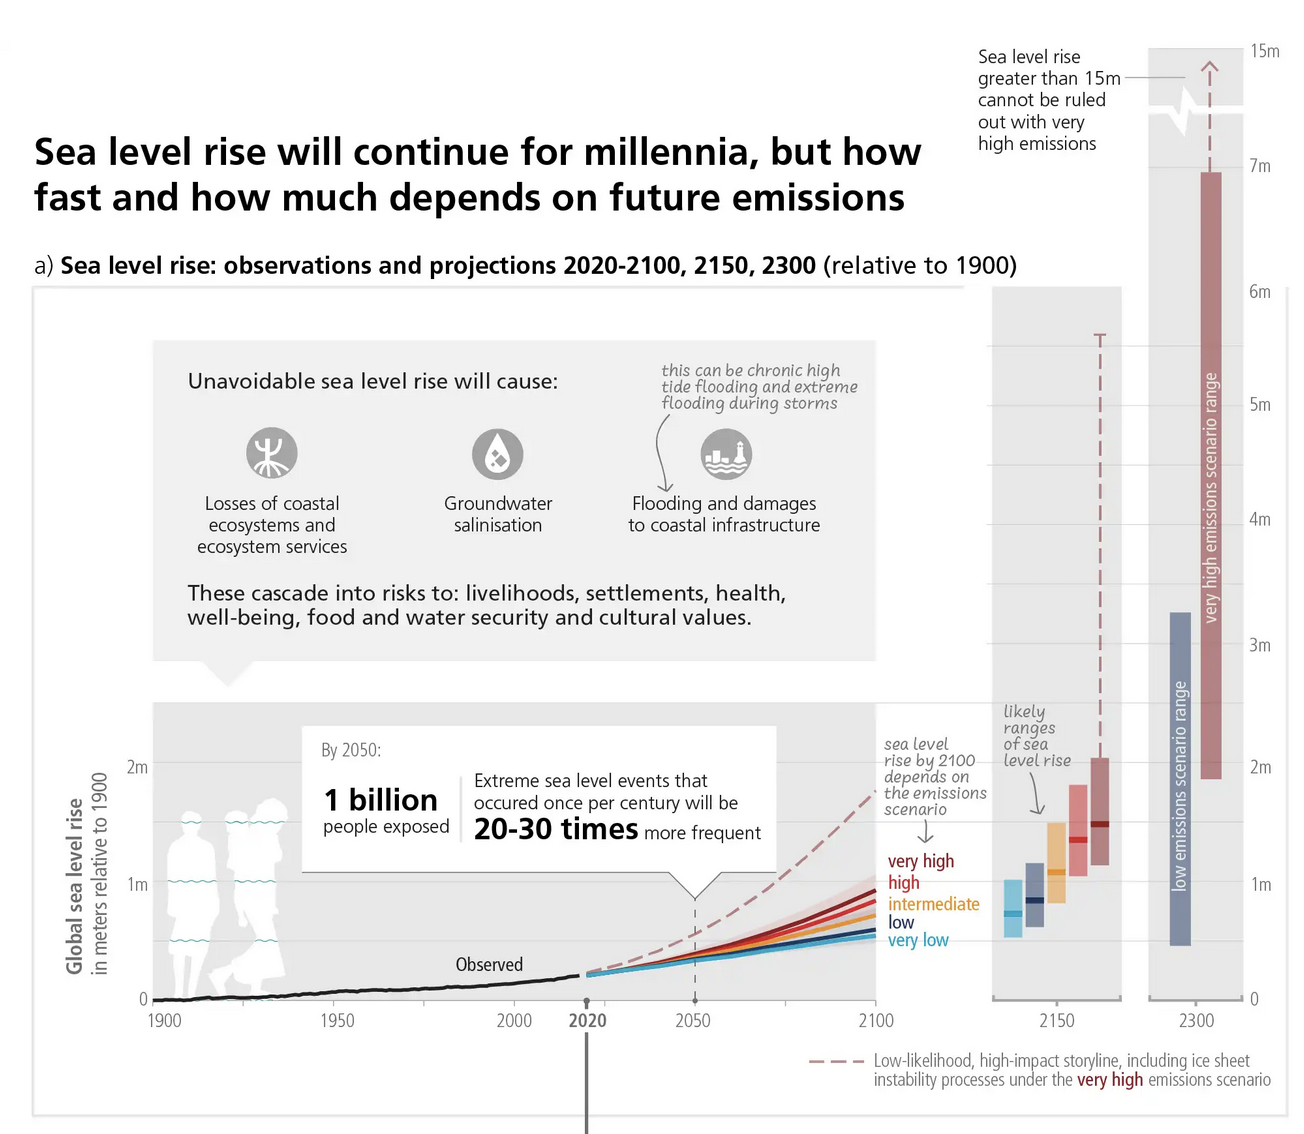 Sea level rise
greater than 15m
cannot be ruled
out with very
high emissions
15m
Sea level rise will continue for millennia, but how
fast and how much depends on future emissions
7m
a) Sea level rise: observations and projections 2020-2100, 2150, 2300 (relative to 1900)
6m
Unavoidable sea level rise will cause:
this can be chronic high
tide flooding and extreme
flooding during storms
Losses of coastal
ecosystems and
ecosystem services
Groundwater
salinisation
Flooding and damages
to coastal infrastructure
These cascade into risks to: livelihoods, settlements, health,
well-being, food and water security and cultural values.
5m
4m
3m
2m
1m
0
very high emissions scenario range
low emissions scenario range
likely
ranges
of sea
level rise
sea level
rise by 2100
depends on
the emissions
scenario
very high
high
intermediate
low
very low
Global sea level rise
in meters relative to 1900
2m
1m
0
By 2050:
1 billion
people exposed
Extreme sea level events that
occured once per century will be
20-30 times more frequent
Observed
1900
1950
2000
2020
2050
2100
2150
2300
Low-likelihood, high-impact storyline, including ice sheet
instability processes under the very high emissions scenario